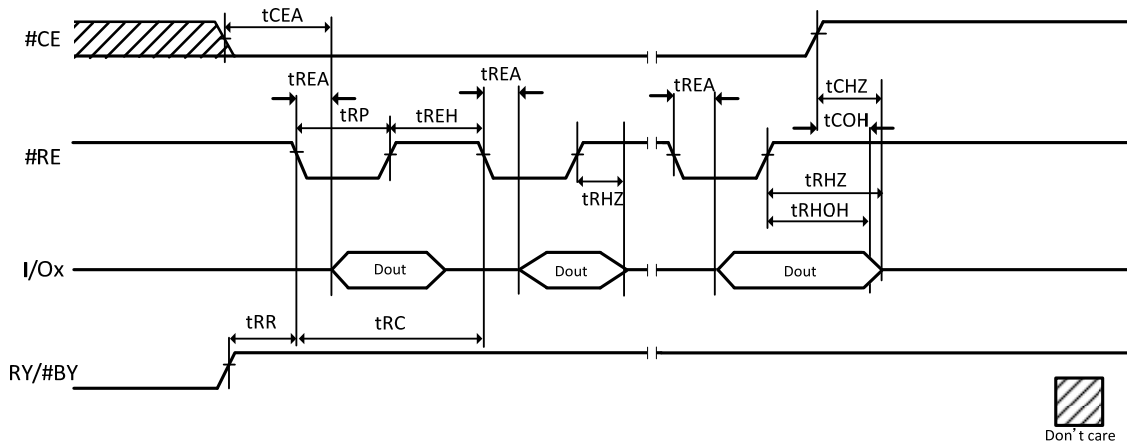 tCEA
#CE
tREA
tREA
tREA
tCHZ
tRP
tREH
tCOH
#RE
tRHZ
tRHZ
tRHOH
I/Ox
Dout
Dout
Dout
tRR
tRC
RY/#BY
Don't care